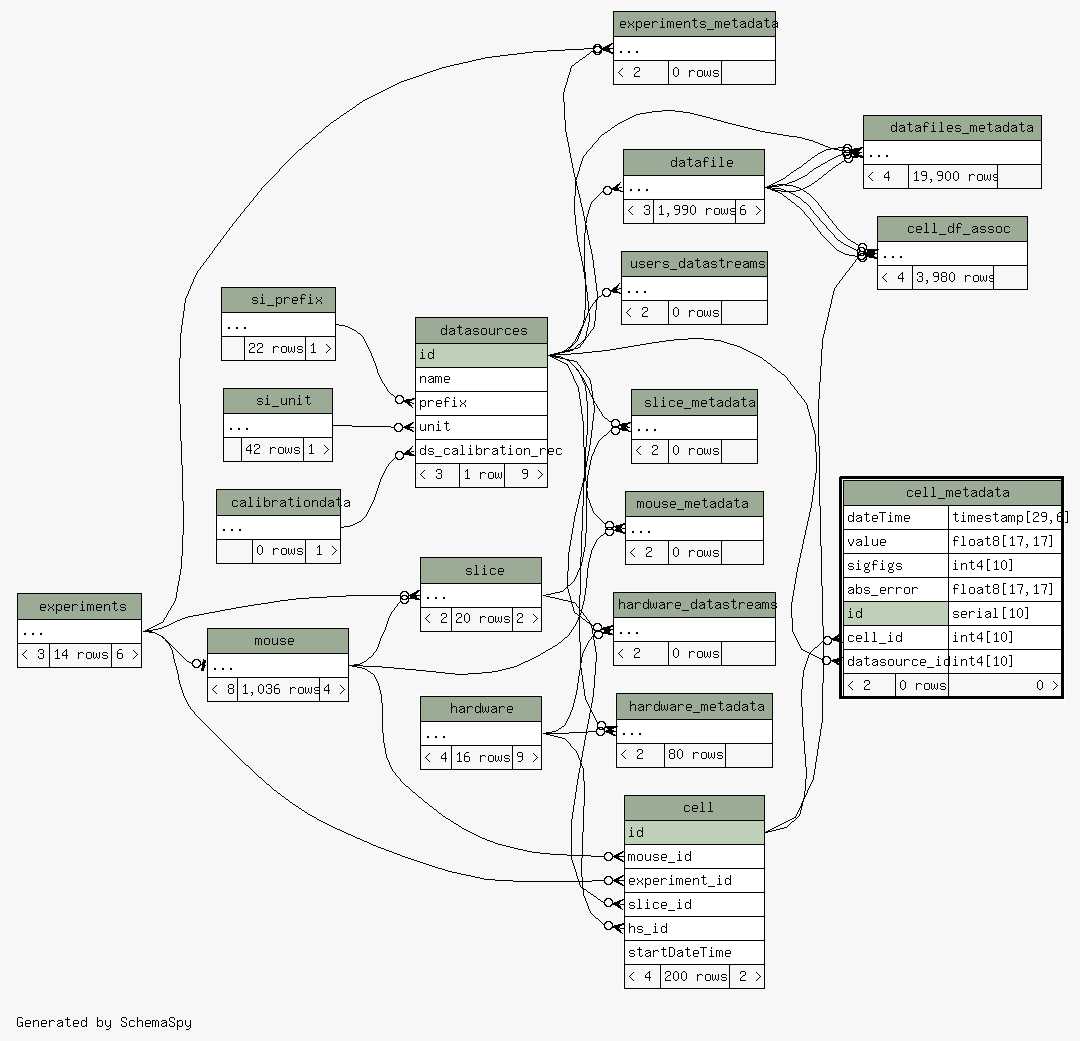 experiments_metadata
...
< 2 0 rows
datafiles_metadata
...
< 4 19,900 rows
datafile
...
< 3 1,990 rows 6 >
cell_df_assoc
...
< 4 3,980 rows
users_datastreams
...
< 2 0 rows
si_prefix
...
22 rows 1 >
datasources
id
name
prefix
unit
ds_calibration_rec
< 3 1 row 9 >
si_unit
...
42 rows 1 >
slice_metadata
...
< 2 0 rows
calibrationdata
...
0 rows 1 >
mouse_metadata
...
< 2 0 rows
cell_metadata
dateTime timestamp[29,6]
value float8[17,17]
sigfigs int4[10]
abs_error float8[17,17]
id serial[10]
cell_id int4[10]
datasource_id int4[10]
< 2 0 rows 0 >
slice
...
< 2 20 rows 2 >
experiments
...
< 3 14 rows 6 >
hardware_datastreams
...
< 2 0 rows
mouse
...
< 8 1,036 rows 4 >
hardware
...
< 4 16 rows 9 >
hardware_metadata
...
< 2 80 rows
cell
id
mouse_id
experiment_id
slice_id
hs_id
startDateTime
< 4 200 rows 2 >
Generated by SchemaSpy